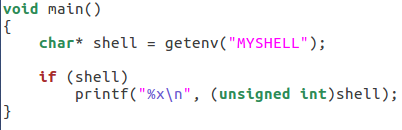 void main()
{
    char* shell = getenv("MYSHELL");

    if (shell)
        printf("%x\n", (unsigned int)shell);
}